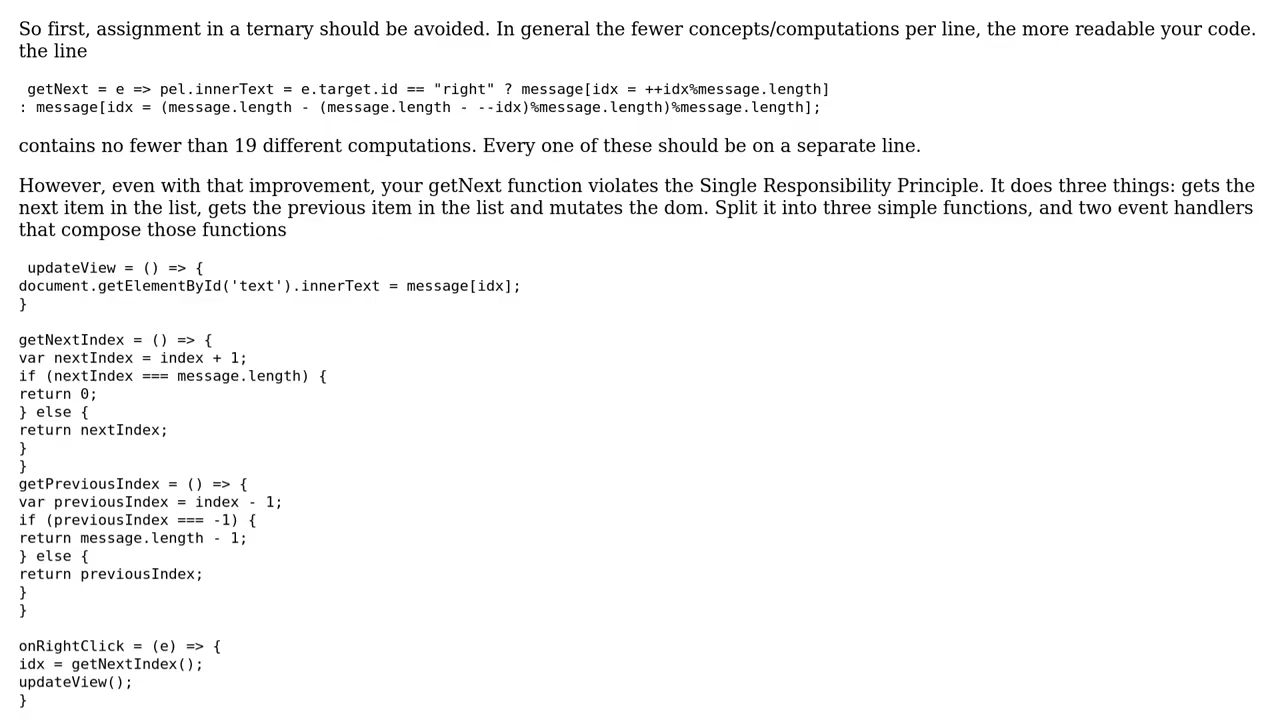 So first, assignment in a ternary should be avoided. In general the fewer concepts/computations per line, the more readable your code.
the line
getNext = e => pel.innerText = e.target.id == "right" ? message[idx = ++idx%message.length]
: message[idx = (message.length - (message.length - --idx)%message.length)%message.length];
contains no fewer than 19 different computations. Every one of these should be on a separate line.
However, even with that improvement, your getNext function violates the Single Responsibility Principle. It does three things: gets the
next item in the list, gets the previous item in the list and mutates the dom. Split it into three simple functions, and two event handlers
that compose those functions
updateView = () => {
document.getElementById('text').innerText = message[idx];
}
getNextIndex = () => {
var nextIndex = index + 1;
if (nextIndex === message.length) {
return 0;
} else {
return nextIndex;
}
}
getPreviousIndex = () => {
var previousIndex = index - 1;
if (previousIndex === -1) {
return message.length - 1;
} else {
return previousIndex;
}
}
onRightClick = (e) => {
idx = getNextIndex();
updateView();
}